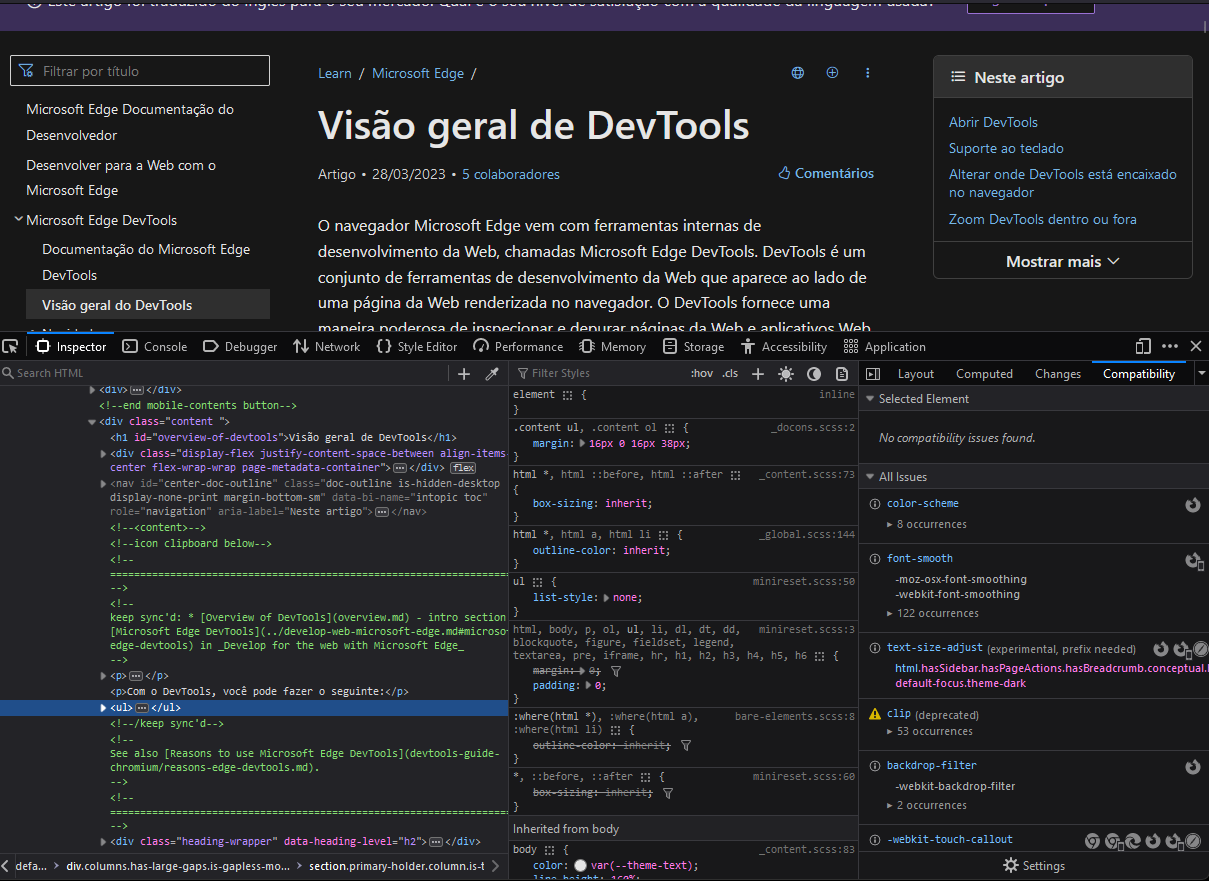 Este artigo foi traduzido do inglês para o seu mercado. Qual é o seu nível de satisfação com a qualidade da linguagem usada?
Filtrar por título
Microsoft Edge Documentação do
Desenvolvedor
Desenvolver para a Web com o
Microsoft Edge
Microsoft Edge DevTools
Documentação do Microsoft Edge
DevTools
Visão geral do DevTools
Learn / Microsoft Edge /
Visão geral de DevTools
Artigo • 28/03/2023 • 5 colaboradores
Comentários
O navegador Microsoft Edge vem com ferramentas internas de
desenvolvimento da Web, chamadas Microsoft Edge DevTools. DevTools é um
conjunto de ferramentas de desenvolvimento da Web que aparece ao lado de
uma página da Web renderizada no navegador. O DevTools fornece uma
maneira poderosa de inspecionar e depurar páginas da Web e aplicativos Web
Neste artigo
Abrir DevTools
Suporte ao teclado
Alterar onde DevTools está encaixado
no navegador
Zoom DevTools dentro ou fora
Mostrar mais
Inspector Console Debugger Network Style Editor Performance Memory Storage Accessibility Application
Search HTML
<div> </div>
<!--end mobile-contents button-->
<div class="content ">
<h1 id="overview-of-devtools">Visão geral de DevTools</h1>
<div class="display-flex justify-content-space-between align-items-
center flex-wrap-wrap page-metadata-container"> </div> flex
<nav id="center-doc-outline" class="doc-outline is-hidden-desktop
display-none-print margin-bottom-sm" data-bi-name="intopic toc"
role="navigation" aria-label="Neste artigo"> </nav>
<!--<content>-->
<!--icon clipboard below-->
<!--
-->
<!--
keep sync'd: * [Overview of DevTools](overview.md) - intro section
[Microsoft Edge DevTools](../develop-web-microsoft-edge.md#microso
edge-devtools) in _Develop for the web with Microsoft Edge_
-->
<p> </p>
<p>Com o DevTools, você pode fazer o seguinte:</p>
<ul> </ul>
<!--/keep sync'd-->
<!--
See also [Reasons to use Microsoft Edge DevTools](devtools-guide-
chromium/reasons-edge-devtools.md).
-->
<!--
-->
<div class="heading-wrapper" data-heading-level="h2"> </div>
defa... div.columns.has-large-gaps.is-gapless-mo... section.primary-holder.column.is-t
Filter Styles :hov .cls
element { inline
}
.content ul, .content ol { _docons.scss:2
margin: 16px 0 16px 38px;
}
html *, html ::before, html ::after _content.scss:73
{
box-sizing: inherit;
}
html *, html a, html li { _global.scss:144
outline-color: inherit;
}
ul { minireset.scss:50
list-style: none;
}
html, body, p, ol, ul, li, dl, dt, dd, minireset.scss:3
blockquote, figure, fieldset, legend,
textarea, pre, iframe, hr, h1, h2, h3, h4, h5, h6 {
margin: 0;
padding: 0;
}
:where(html *), :where(html a), bare-elements.scss:8
:where(html li) {
outline-color: inherit;
}
*, ::before, ::after { minireset.scss:60
box-sizing: inherit;
}
Inherited from body
body { _content.scss:83
color: var(--theme-text);
line-height: 160%;
Layout Computed Changes Compatibility
Selected Element
No compatibility issues found.
All Issues
color-scheme
8 occurrences
font-smooth
-moz-osx-font-smoothing
-webkit-font-smoothing
122 occurrences
text-size-adjust (experimental, prefix needed)
html.hasSidebar.hasPageActions.hasBreadcrumb.conceptual.
default-focus.theme-dark
clip (deprecated)
53 occurrences
backdrop-filter
-webkit-backdrop-filter
2 occurrences
-webkit-touch-callout
Settings